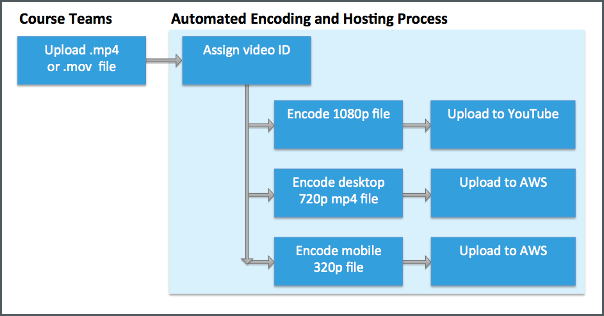 Course Teams
Automated Encoding and Hosting Process
Upload .mp4
or .mov file
Assign video ID
Encode 1080p file
Upload to YouTube
Encode desktop
720p mp4 file
Upload to AWS
Encode mobile
320p file
Upload to AWS